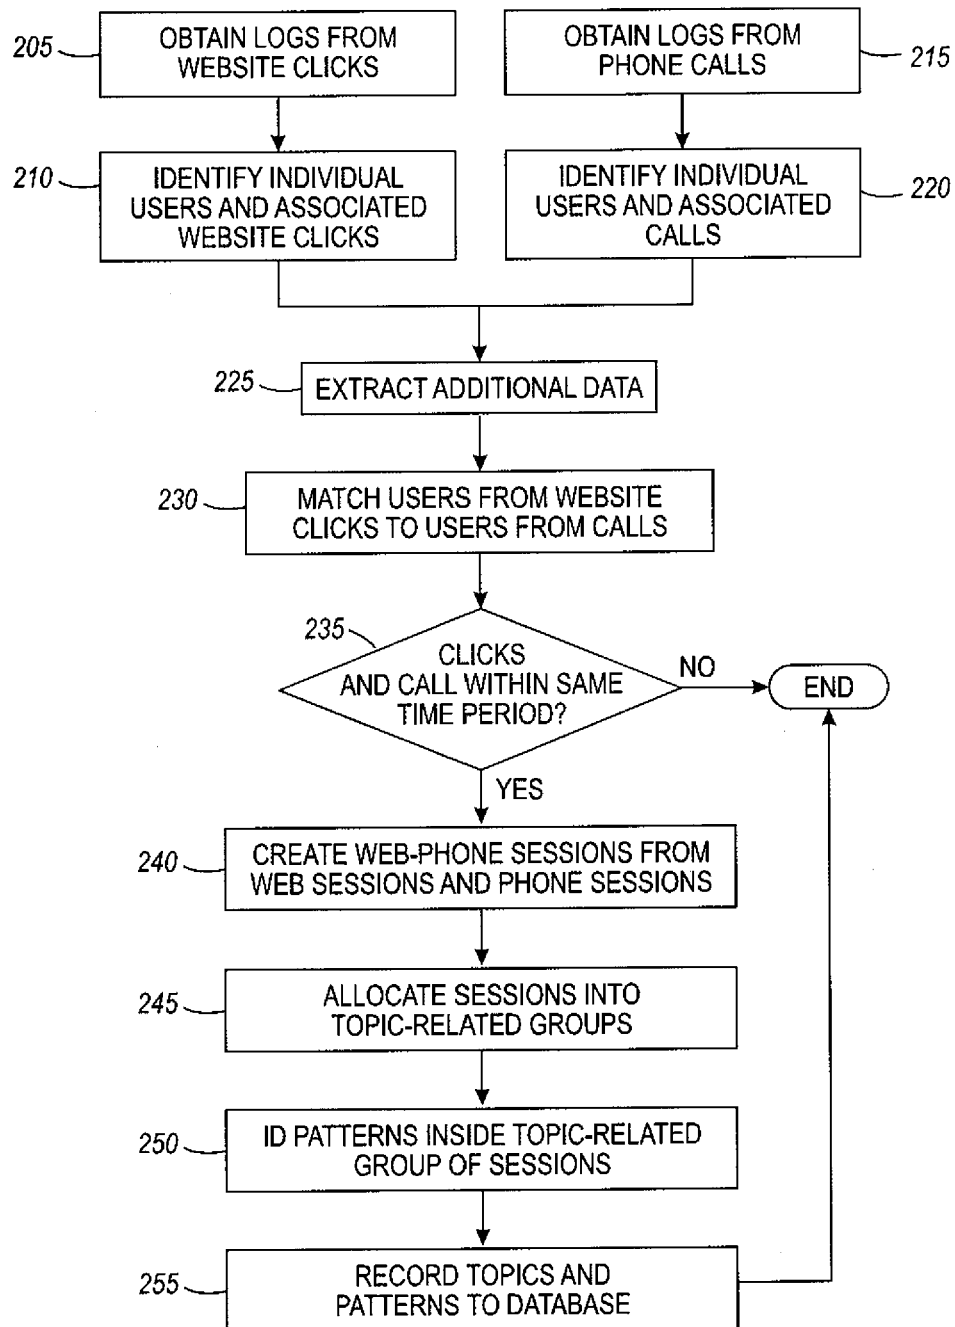 205
OBTAIN LOGS FROM
WEBSITE CLICKS
OBTAIN LOGS FROM
PHONE CALLS
215
210
IDENTIFY INDIVIDUAL
USERS AND ASSOCIATED
WEBSITE CLICKS
IDENTIFY INDIVIDUAL
USERS AND ASSOCIATED
CALLS
220
225
EXTRACT ADDITIONAL DATA
230
MATCH USERS FROM WEBSITE
CLICKS TO USERS FROM CALLS
235
CLICKS
AND CALL WITHIN SAME
TIME PERIOD?
NO
END
YES
240
CREATE WEB-PHONE SESSIONS FROM
WEB SESSIONS AND PHONE SESSIONS
245
ALLOCATE SESSIONS INTO
TOPIC-RELATED GROUPS
250
ID PATTERNS INSIDE TOPIC-RELATED
GROUP OF SESSIONS
255
RECORD TOPICS AND
PATTERNS TO DATABASE